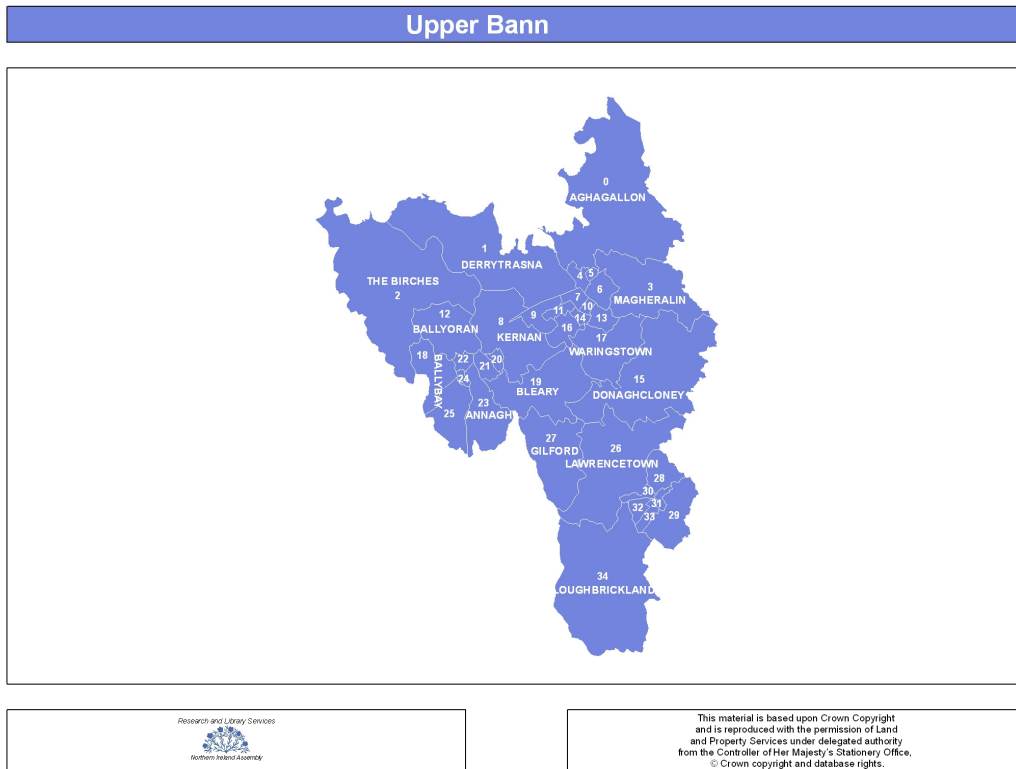 Upper Bann
0
AGHAGALLON
1
DERRYTRASNA
THE BIRCHES
2
3
MAGHERALIN
4
5
6
7
8
KERNAN
9
10
11
12
BALLYORAN
13
14
16
17
WARINGSTOWN
18
BALLYBAY
22
24
21
20
19
BLEARY
15
DONAGHCLONEY
23
ANNAGH
25
27
GILFORD
26
LAWRENCETOWN
28
30
31
32
33
29
34
LOUGHBRICKLAND
Research and Library Services
Northern Ireland Assembly
This material is based upon Crown Copyright
and is reproduced with the permission of Land
and Property Services under delegated authority
from the Controller of Her Majesty's Stationery Office,
© Crown copyright and database rights.